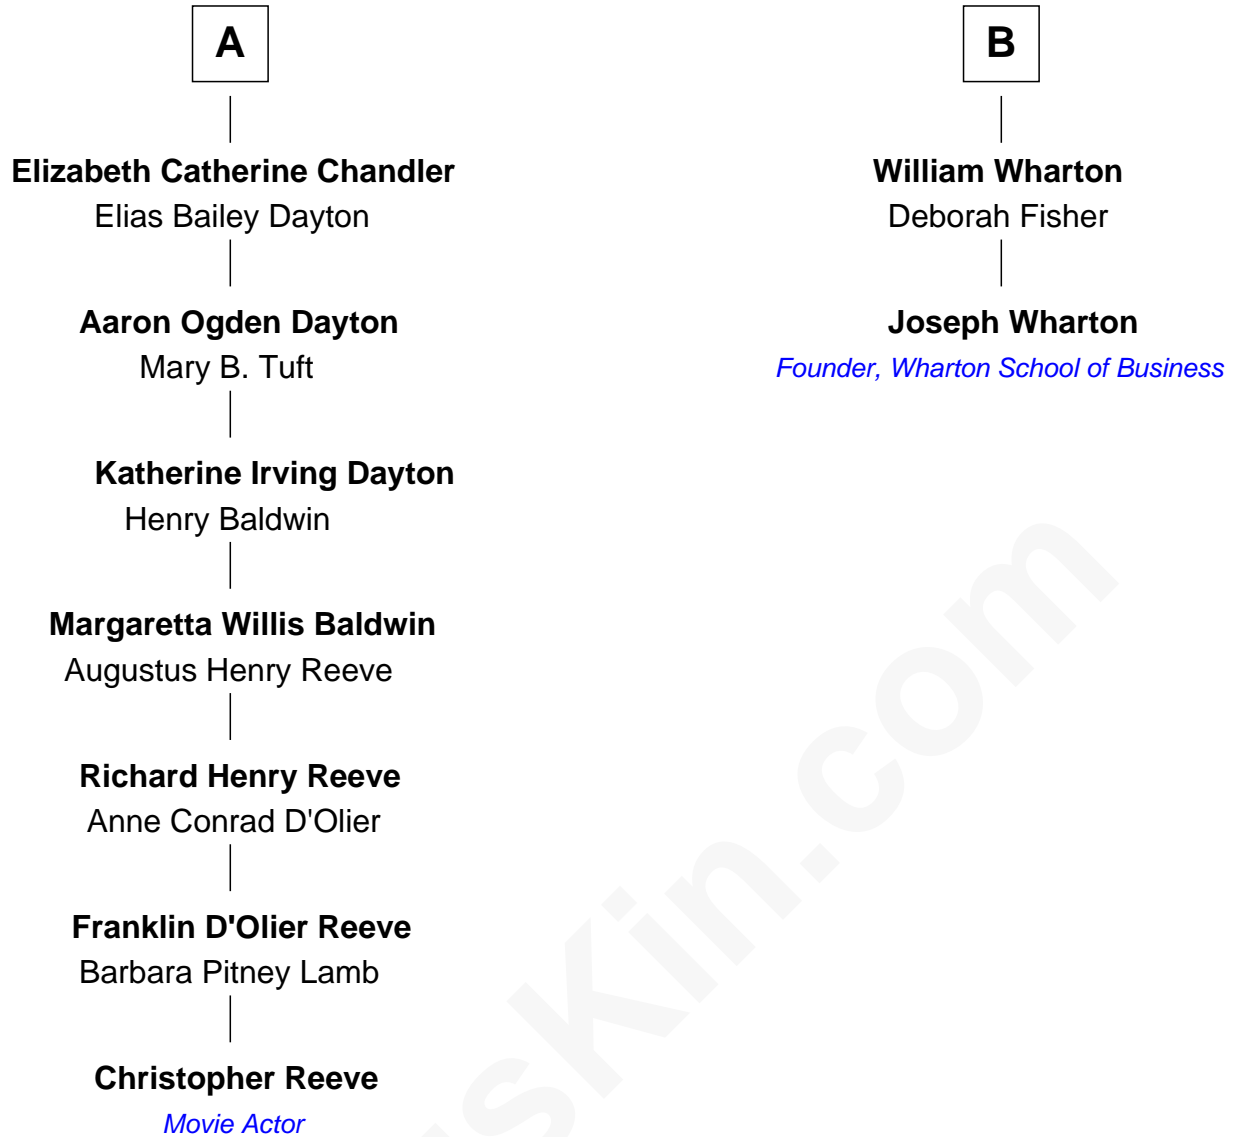 A
Elizabeth Catherine Chandler
Elias Bailey Dayton
Aaron Ogden Dayton
Mary B. Tuft
Katherine Irving Dayton
Henry Baldwin
Margaretta Willis Baldwin
Augustus Henry Reeve
Richard Henry Reeve
Anne Conrad D'Olier
Franklin D'Olier Reeve
Barbara Pitney Lamb
Christopher Reeve
Movie Actor
B
William Wharton
Deborah Fisher
Joseph Wharton
Founder, Wharton School of Business